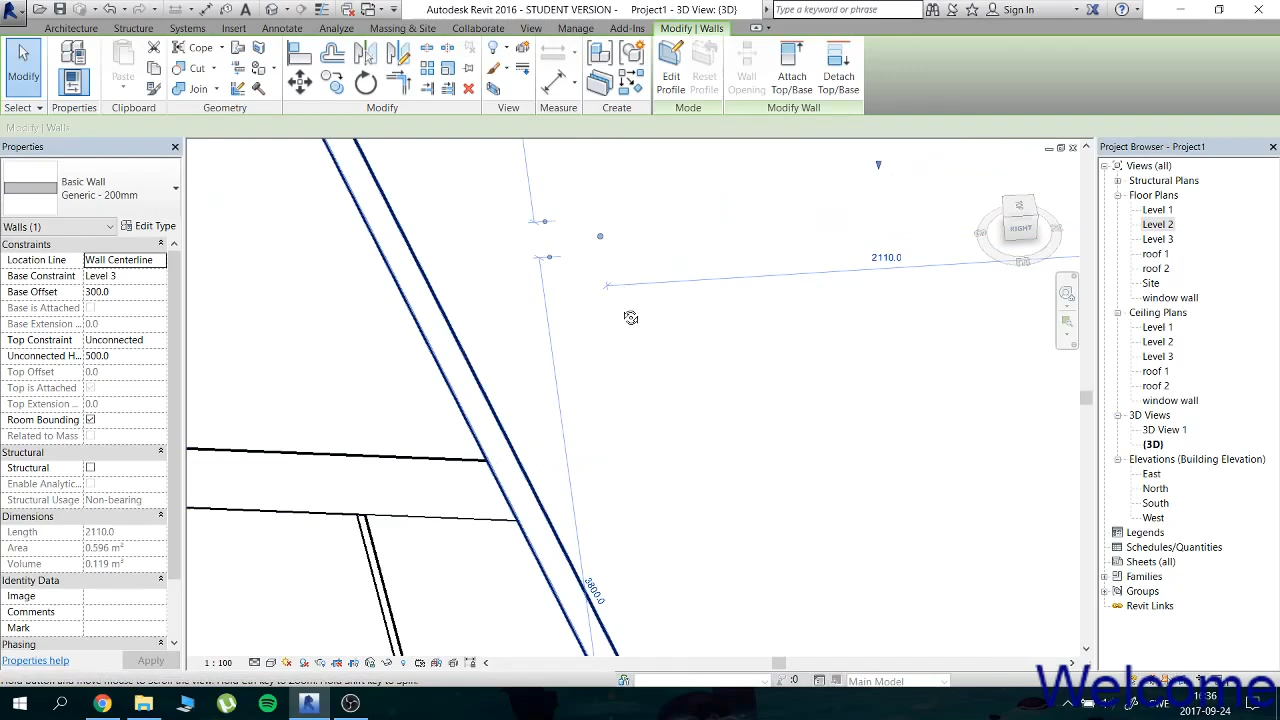 Autodesk Revit 2016 - STUDENT VERSION - Project1 - 3D View: {3D}
Type a keyword or phrase
Sign In
Architecture Structure Systems Insert Annotate Analyze Massing & Site Collaborate View Manage Add-Ins Modify | Walls
Modify
Properties
Paste
Cope
Cut
Join
Edit Profile
Reset Profile
Wall Opening
Attach Top/Base
Detach Top/Base
Select Properties Clipboard Geometry Modify View Measure Create Mode Modify Wall
Modify | Walls
Properties
Basic Wall
Generic - 200mm
Walls (1)
Edit Type
Constraints
Location Line Wall Centerline
Base Constraint Level 3
Base Offset 300.0
Base is Attached
Base Extension ... 0.0
Top Constraint Unconnected
Unconnected H... 500.0
Top Offset 0.0
Top is Attached
Top Extension ... 0.0
Room Bounding
Related to Mass
Structural
Structural
Enable Analytic...
Structural Usage Non-bearing
Dimensions
Length 2110.0
Area 0.596 m²
Volume 0.119 m³
Identity Data
Image
Comments
Mark
Phasing
Properties help
Apply
2110.0
3800.0
RIGHT
Project Browser - Project1
Views (all)
Structural Plans
Floor Plans
Level 1
Level 2
Level 3
roof 1
roof 2
Site
window wall
Ceiling Plans
Level 1
Level 2
Level 3
roof 1
roof 2
window wall
3D Views
3D View 1
{3D}
Elevations (Building Elevation)
East
North
South
West
Legends
Schedules/Quantities
Sheets (all)
Families
Groups
Revit Links
1 : 100
:0
Main Model
Welcome
16:36
SWE
2017-09-24